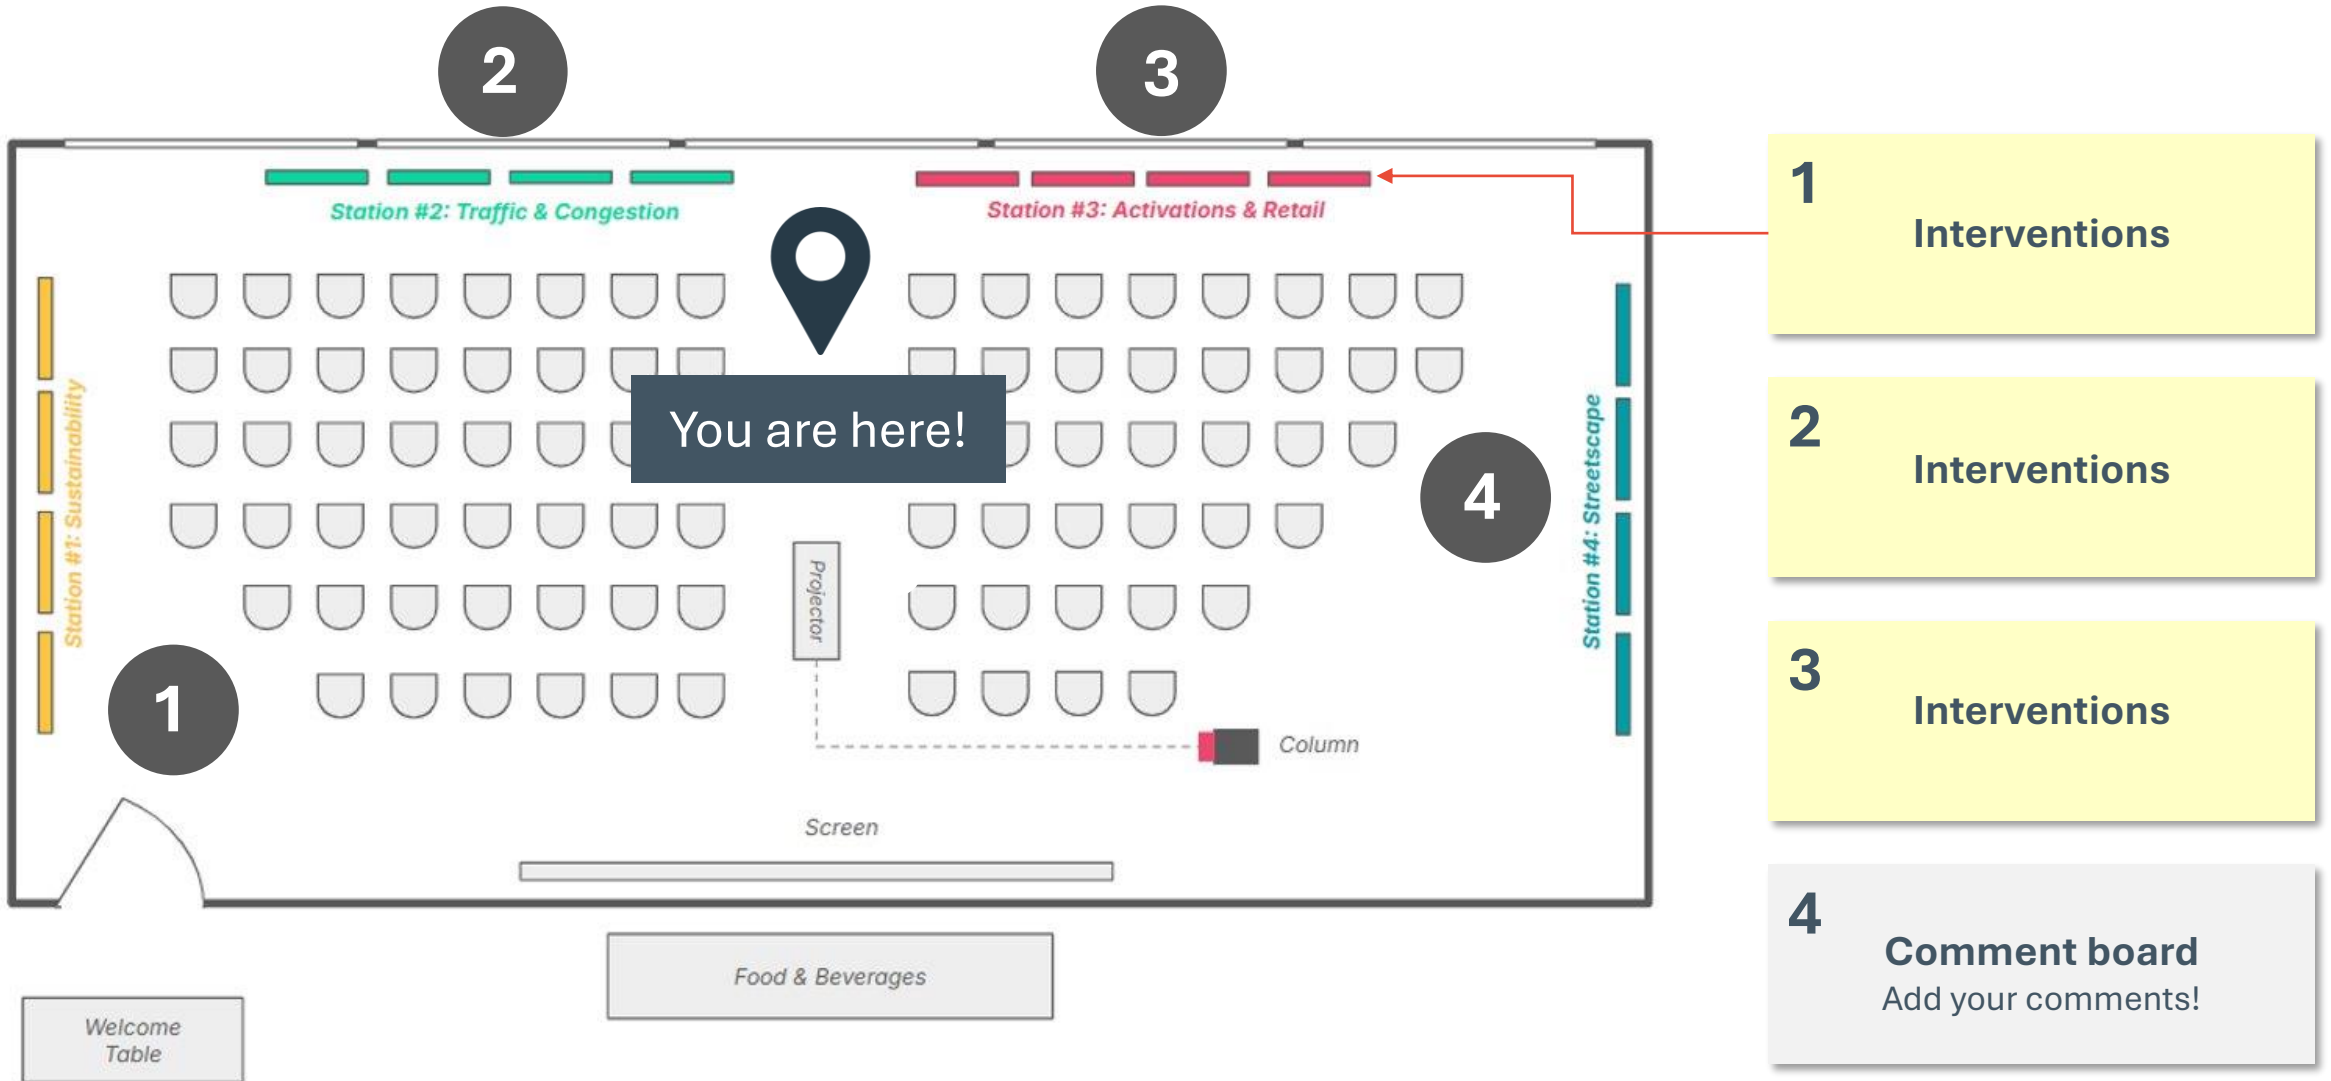 2
3
Station #2: Traffic & Congestion
Station #3: Activations & Retail
Station #1: Sustainability
You are here!
4
Station #4: Streetscape
Projector
1
Column
Screen
Food & Beverages
Welcome
Table
1
Interventions
2
Interventions
3
Interventions
4
Comment board
Add your comments!